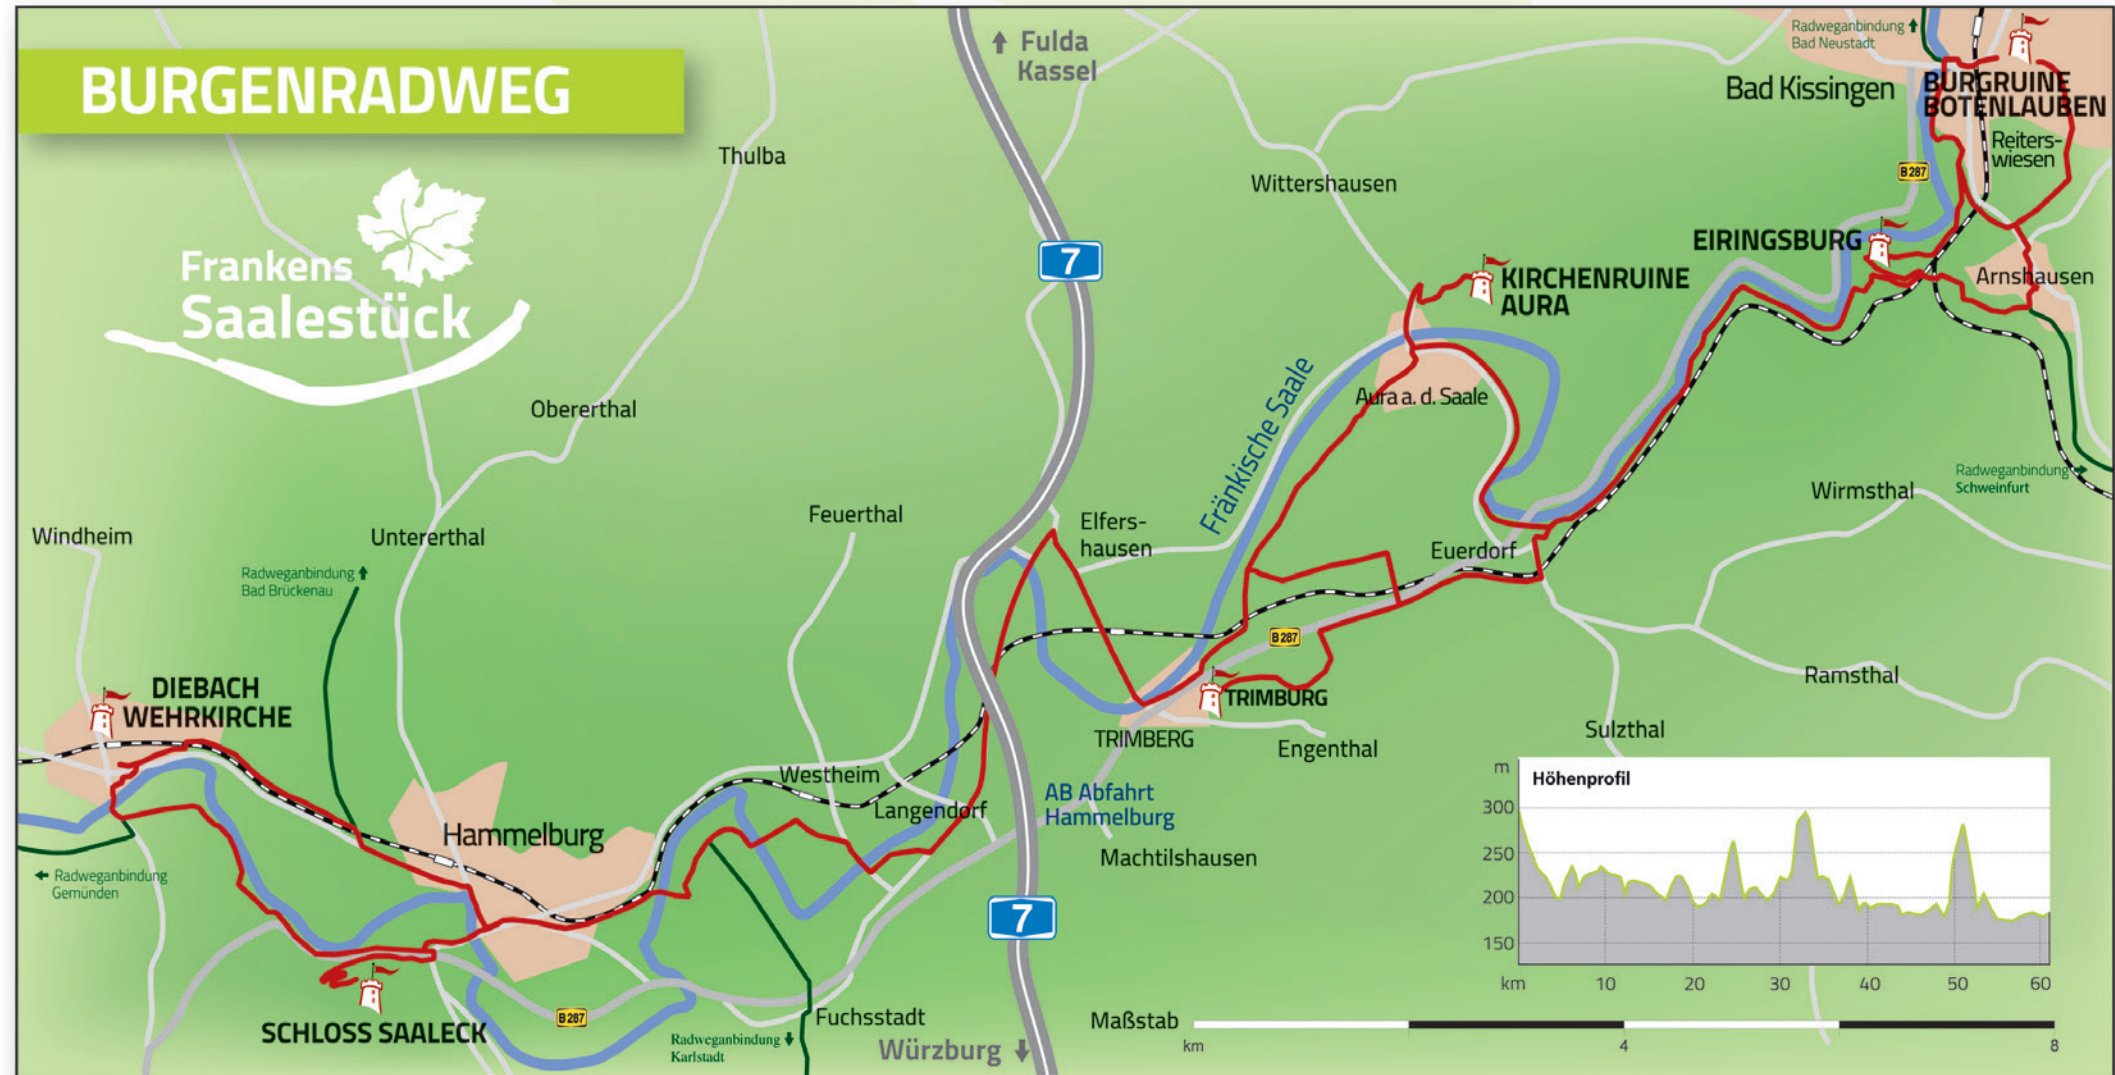 BURGENRADWEG
Frankens
Saalestück
Fulda
Kassel
Radweganbindung
Bad Neustadt
Bad Kissingen
BURGRUINE
BOTENLAUBEN
Reiters-
wiesen
B 287
Thulba
Wittershausen
7
EIRINGSBURG
Arnshausen
KIRCHENRUINE
AURA
Fränkische Saale
Aura a. d. Saale
Obererthal
Radweganbindung
Schweinfurt
Wirmsthal
Windheim
Untererthal
Feuerthal
Elfers-
hausen
Euerdorf
Radweganbindung
Bad Brückenau
B 287
DIEBACH
WEHRKIRCHE
TRIMBURG
Ramsthal
TRIMBERG
Engenthal
Sulzthal
Westheim
Langendorf
AB Abfahrt
Hammelburg
Hammelburg
Machtilshausen
Radweganbindung
Gemünden
7
SCHLOSS SAALECK
B 287
Fuchsstadt
Radweganbindung
Karlstadt
Würzburg
m
Höhenprofil
300
250
200
150
km 10 20 30 40 50 60
Maßstab
km 4 8